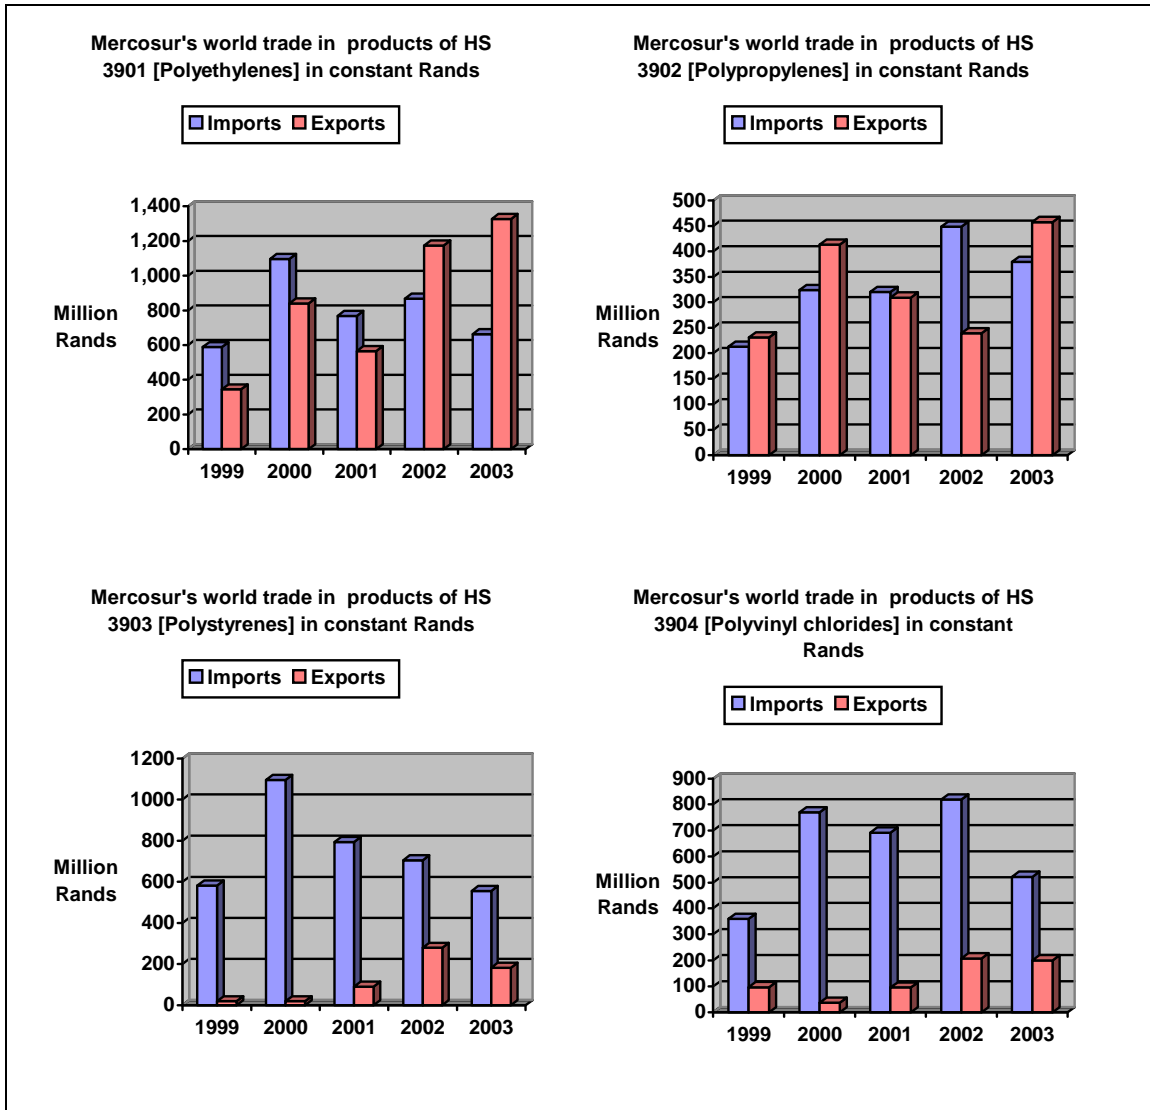 Mercosur's world trade in products of HS
3901 [Polyethylenes] in constant Rands
Imports Exports
Million
Rands
1,400
1,200
1,000
800
600
400
200
0
1999 2000 2001 2002 2003
Mercosur's world trade in products of HS
3902 [Polypropylenes] in constant Rands
Imports Exports
Million
Rands
500
450
400
350
300
250
200
150
100
50
0
1999 2000 2001 2002 2003
Mercosur's world trade in products of HS
3903 [Polystyrenes] in constant Rands
Imports Exports
Million
Rands
1200
1000
800
600
400
200
0
1999 2000 2001 2002 2003
Mercosur's world trade in products of HS
3904 [Polyvinyl chlorides] in constant
Rands
Imports Exports
Million
Rands
900
800
700
600
500
400
300
200
100
0
1999 2000 2001 2002 2003